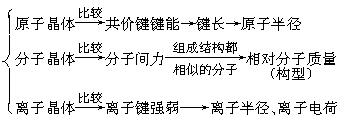 原子晶体 比较 共价键键能→键长→原子半径
分子晶体 比较 分子间力 组成结构都 相似的分子 相对分子质量
(构型)
离子晶体 比较 离子键强弱→离子半径、离子电荷